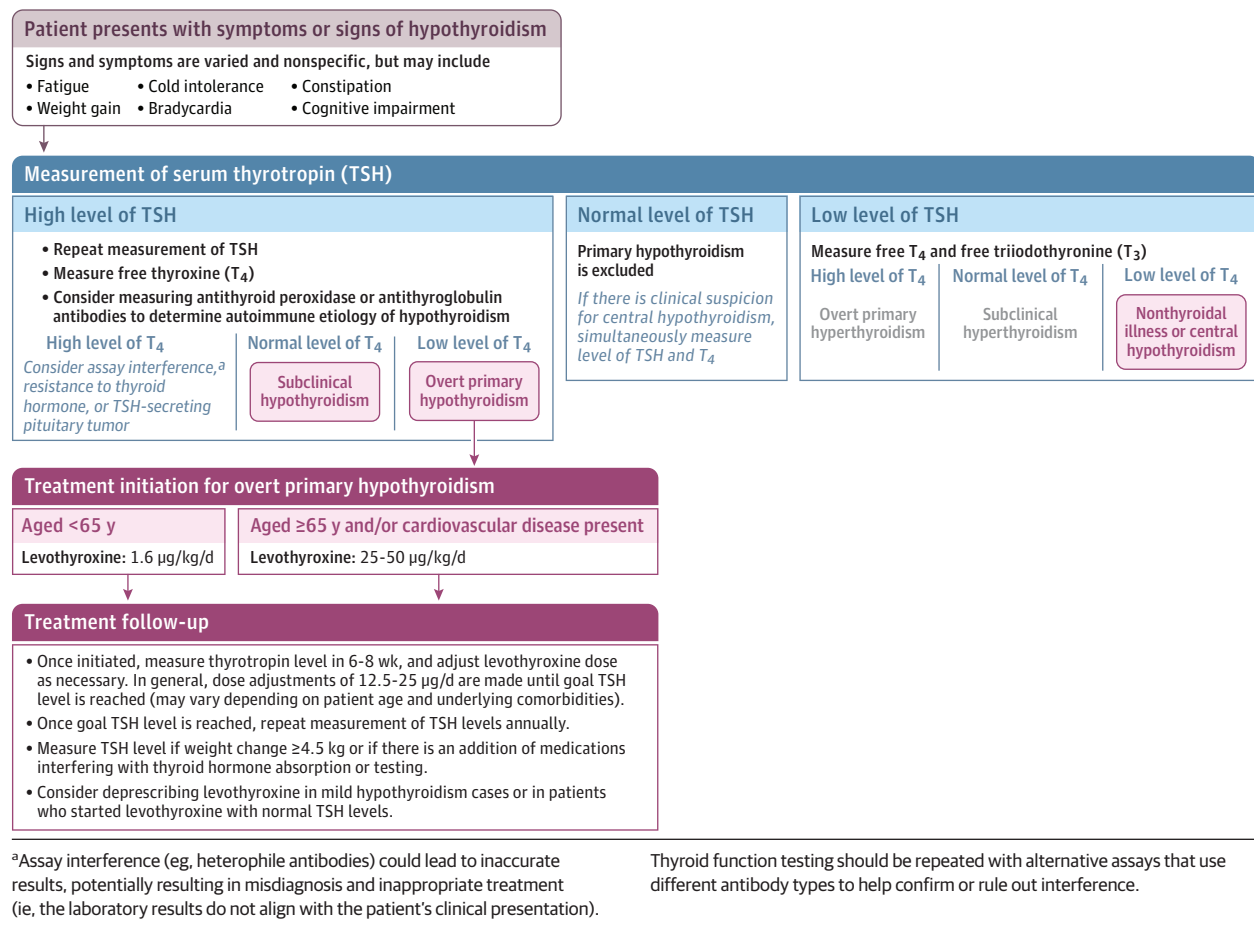 Patient presents with symptoms or signs of hypothyroidism
Signs and symptoms are varied and nonspecific, but may include
• Fatigue • Cold intolerance • Constipation
• Weight gain • Bradycardia • Cognitive impairment
Measurement of serum thyrotropin (TSH)
High level of TSH
• Repeat measurement of TSH
• Measure free thyroxine (T4)
• Consider measuring antithyroid peroxidase or antithyroglobulin
antibodies to determine autoimmune etiology of hypothyroidism
High level of T4
Consider assay interference,a
resistance to thyroid
hormone, or TSH-secreting
pituitary tumor
Normal level of T4
Subclinical
hypothyroidism
Low level of T4
Overt primary
hypothyroidism
Normal level of TSH
Primary hypothyroidism
is excluded
If there is clinical suspicion
for central hypothyroidism,
simultaneously measure
level of TSH and T4
Low level of TSH
Measure free T4 and free triiodothyronine (T3)
High level of T4
Overt primary
hyperthyroidism
Normal level of T4
Subclinical
hyperthyroidism
Low level of T4
Nonthyroidal
illness or central
hypothyroidism
Treatment initiation for overt primary hypothyroidism
Aged <65 y
Levothyroxine: 1.6 μg/kg/d
Aged ≥65 y and/or cardiovascular disease present
Levothyroxine: 25-50 μg/kg/d
Treatment follow-up
• Once initiated, measure thyrotropin level in 6-8 wk, and adjust levothyroxine dose
as necessary. In general, dose adjustments of 12.5-25 μg/d are made until goal TSH
level is reached (may vary depending on patient age and underlying comorbidities).
• Once goal TSH level is reached, repeat measurement of TSH levels annually.
• Measure TSH level if weight change ≥4.5 kg or if there is an addition of medications
interfering with thyroid hormone absorption or testing.
• Consider deprescribing levothyroxine in mild hypothyroidism cases or in patients
who started levothyroxine with normal TSH levels.
aAssay interference (eg, heterophile antibodies) could lead to inaccurate
results, potentially resulting in misdiagnosis and inappropriate treatment
(ie, the laboratory results do not align with the patient's clinical presentation).
Thyroid function testing should be repeated with alternative assays that use
different antibody types to help confirm or rule out interference.